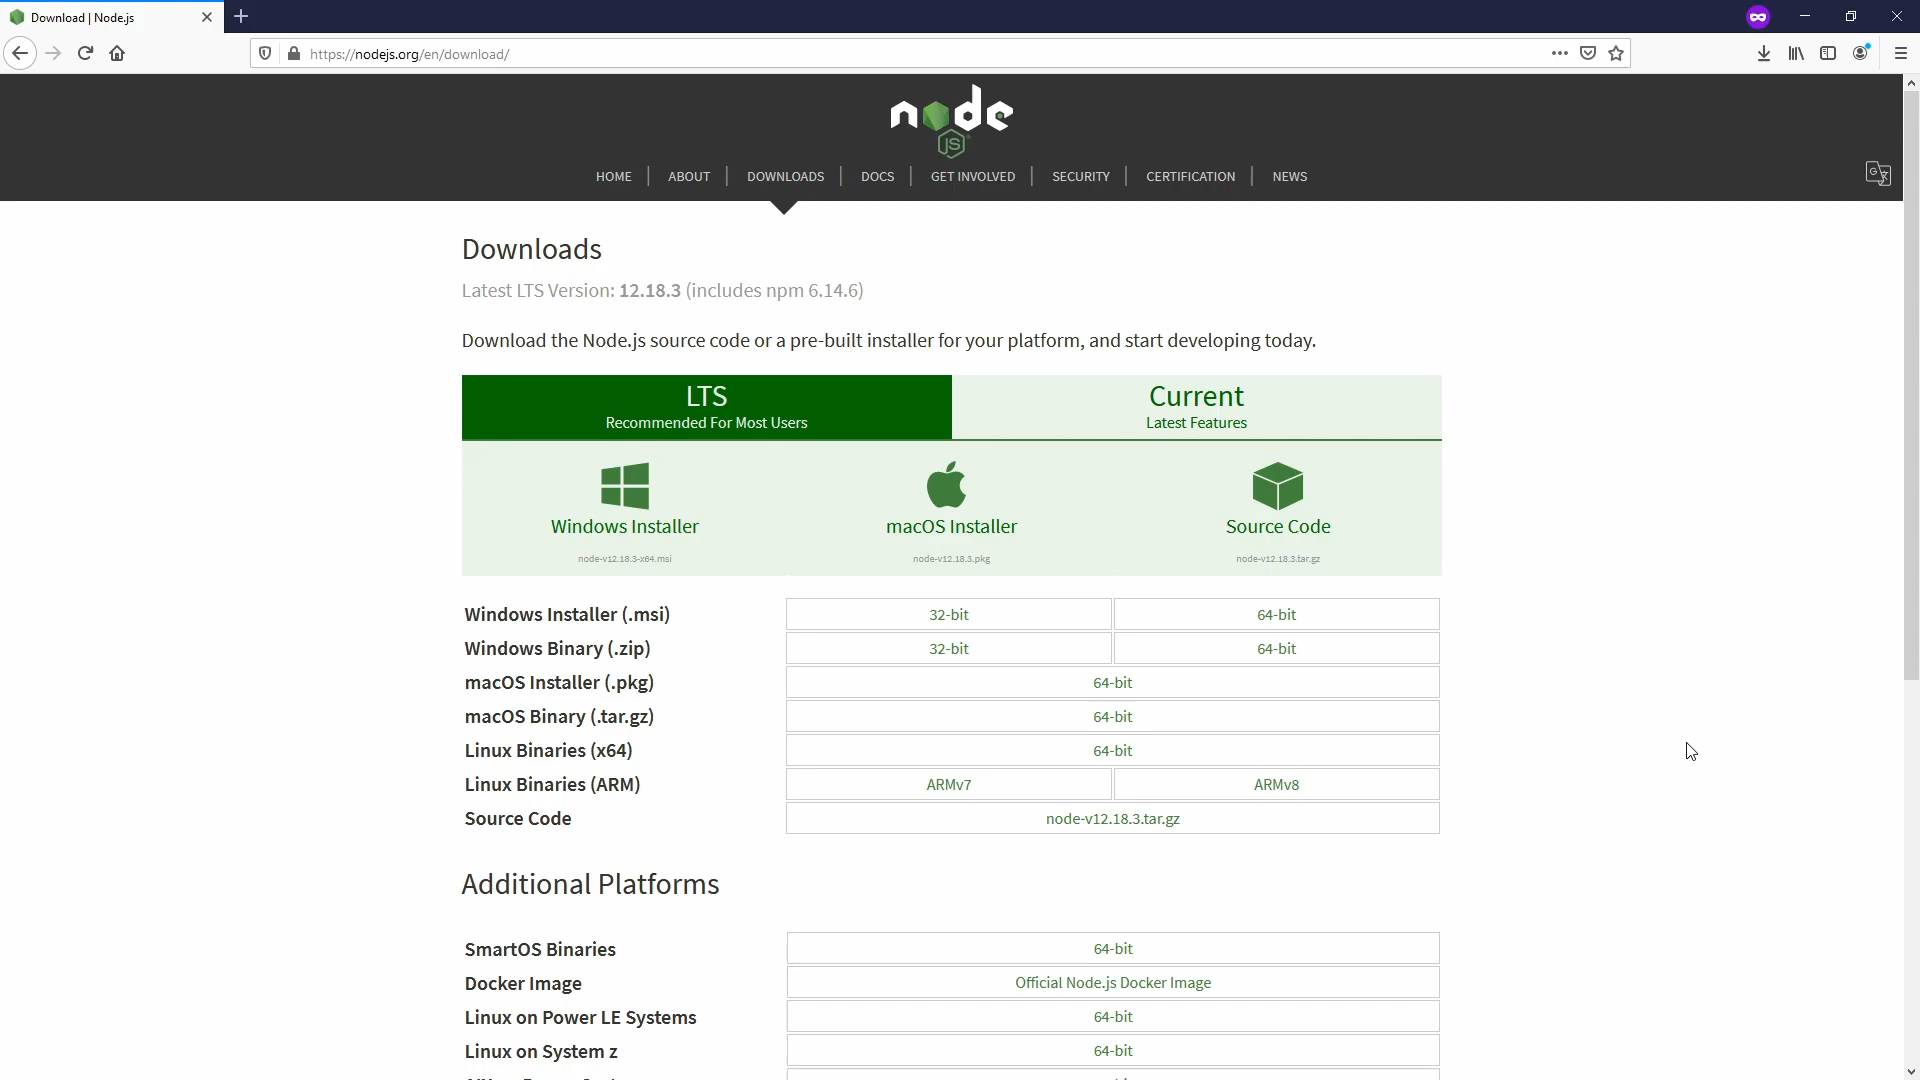 Download | Node.js
https://nodejs.org/en/download/
node
JS
HOME
ABOUT
DOWNLOADS
DOCS
GET INVOLVED
SECURITY
CERTIFICATION
NEWS
Downloads
Latest LTS Version: 12.18.3 (includes npm 6.14.6)
Download the Node.js source code or a pre-built installer for your platform, and start developing today.
LTS
Recommended For Most Users
Current
Latest Features
Windows Installer
node-v12.18.3-x64.msi
macOS Installer
node-v12.18.3.pkg
Source Code
node-v12.18.3.tar.gz
Windows Installer (.msi)
32-bit
64-bit
Windows Binary (.zip)
32-bit
64-bit
macOS Installer (.pkg)
64-bit
macOS Binary (.tar.gz)
64-bit
Linux Binaries (x64)
64-bit
Linux Binaries (ARM)
ARMv7
ARMv8
Source Code
node-v12.18.3.tar.gz
Additional Platforms
SmartOS Binaries
64-bit
Docker Image
Official Node.js Docker Image
Linux on Power LE Systems
64-bit
Linux on System z
64-bit